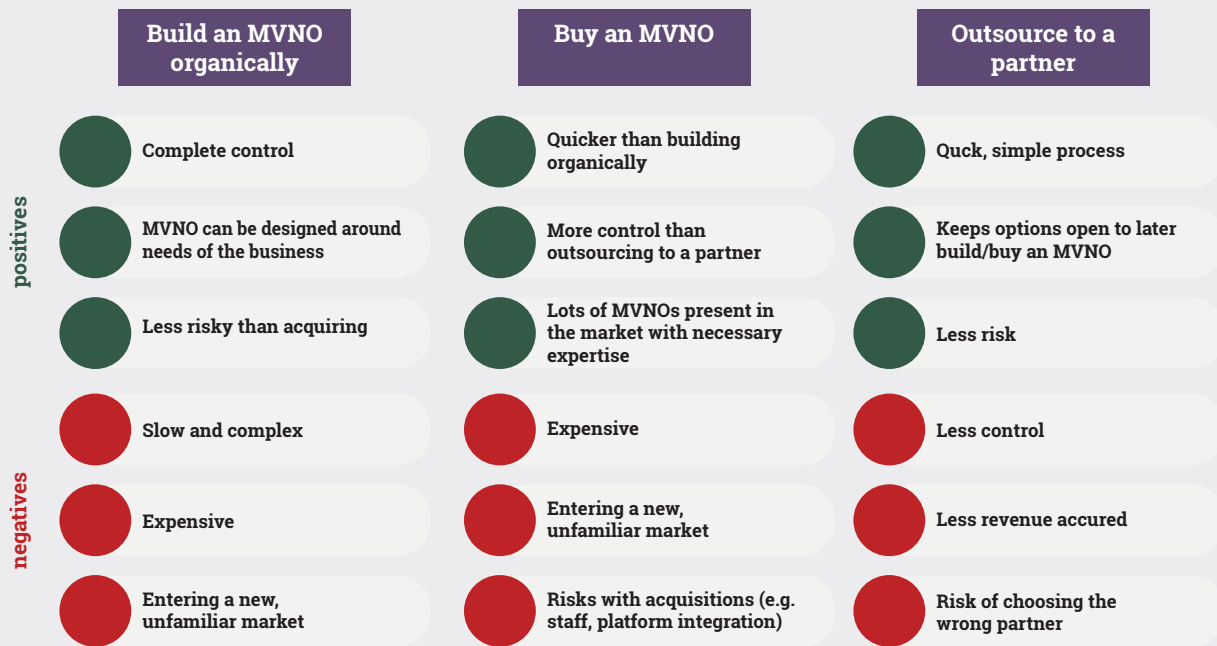 Build an MVNO
organically
Buy an MVNO
Outsource to a
partner
positives
Complete control
Quicker than building
organically
Quck, simple process
MVNO can be designed around
needs of the business
More control than
outsourcing to a partner
Keeps options open to later
build/buy an MVNO
Less risky than acquiring
Lots of MVNOs present in
the market with necessary
expertise
Less risk
negatives
Slow and complex
Expensive
Less control
Expensive
Entering a new,
unfamiliar market
Less revenue accured
Entering a new,
unfamiliar market
Risks with acquisitions (e.g.
staff, platform integration)
Risk of choosing the
wrong partner